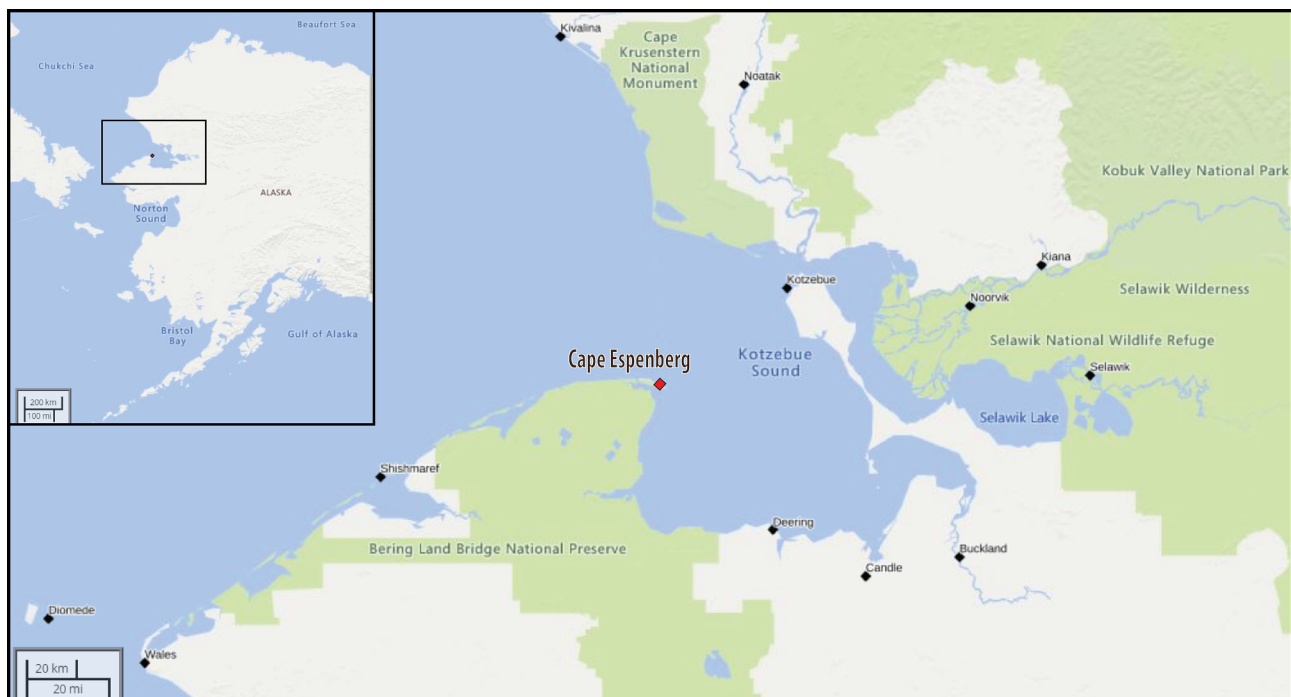 Beaufort Sea
Chukchi Sea
ALASKA
Norton
Sound
Bristol
Bay
Gulf of Alaska
200 km
100 mi
Kivalina
Cape
Krusenstern
National
Monument
Noatak
Kobuk Valley National Park
Kiana
Kotzebue
Selawik Wilderness
Noorvik
Selawik National Wildlife Refuge
Cape Espenberg
Kotzebue
Sound
Selawik
Selawik Lake
Shishmaref
Deering
Bering Land Bridge National Preserve
Buckland
Candle
Diomede
Wales
20 km
20 mi